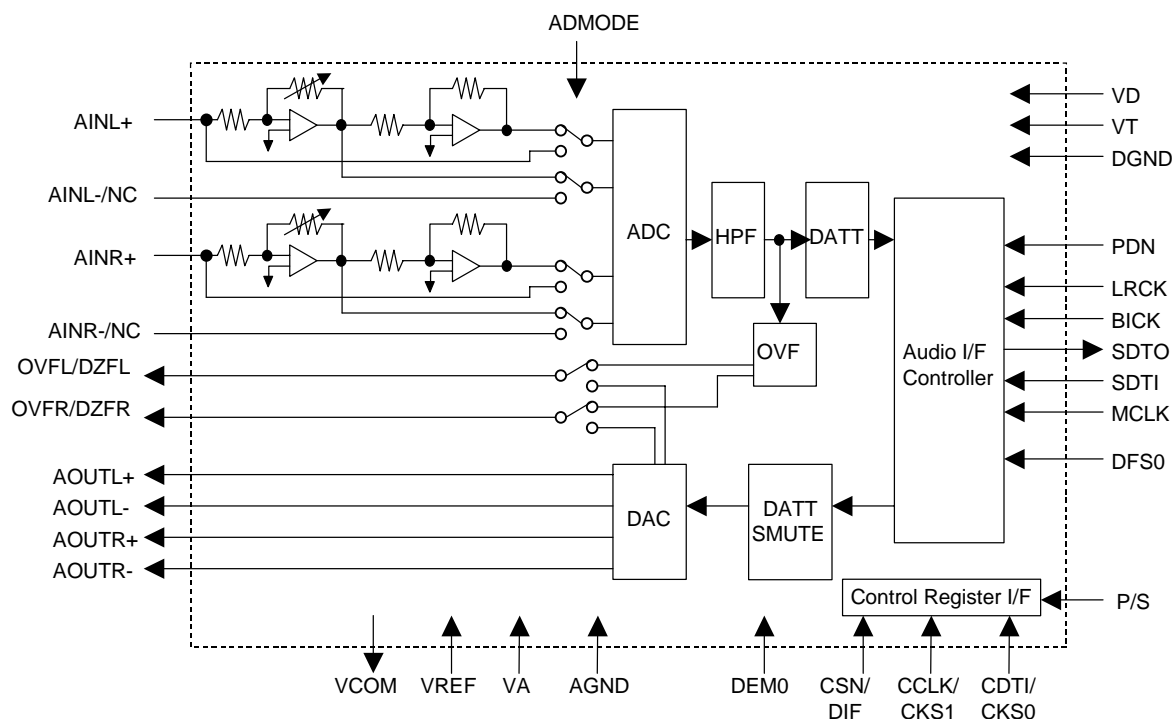 ADMODE
AINL+
AINL-/NC
AINR+
AINR-/NC
OVFL/DZFL
OVFR/DZFR
AOUTL+
AOUTL-
AOUTR+
AOUTR-
ADC
HPF
DATT
OVF
Audio I/F
Controller
DAC
DATT
SMUTE
Control Register I/F
VD
VT
DGND
PDN
LRCK
BICK
SDTO
SDTI
MCLK
DFS0
P/S
VCOM
VREF
VA
AGND
DEM0
CSN/
DIF
CCLK/
CKS1
CDTI/
CKS0